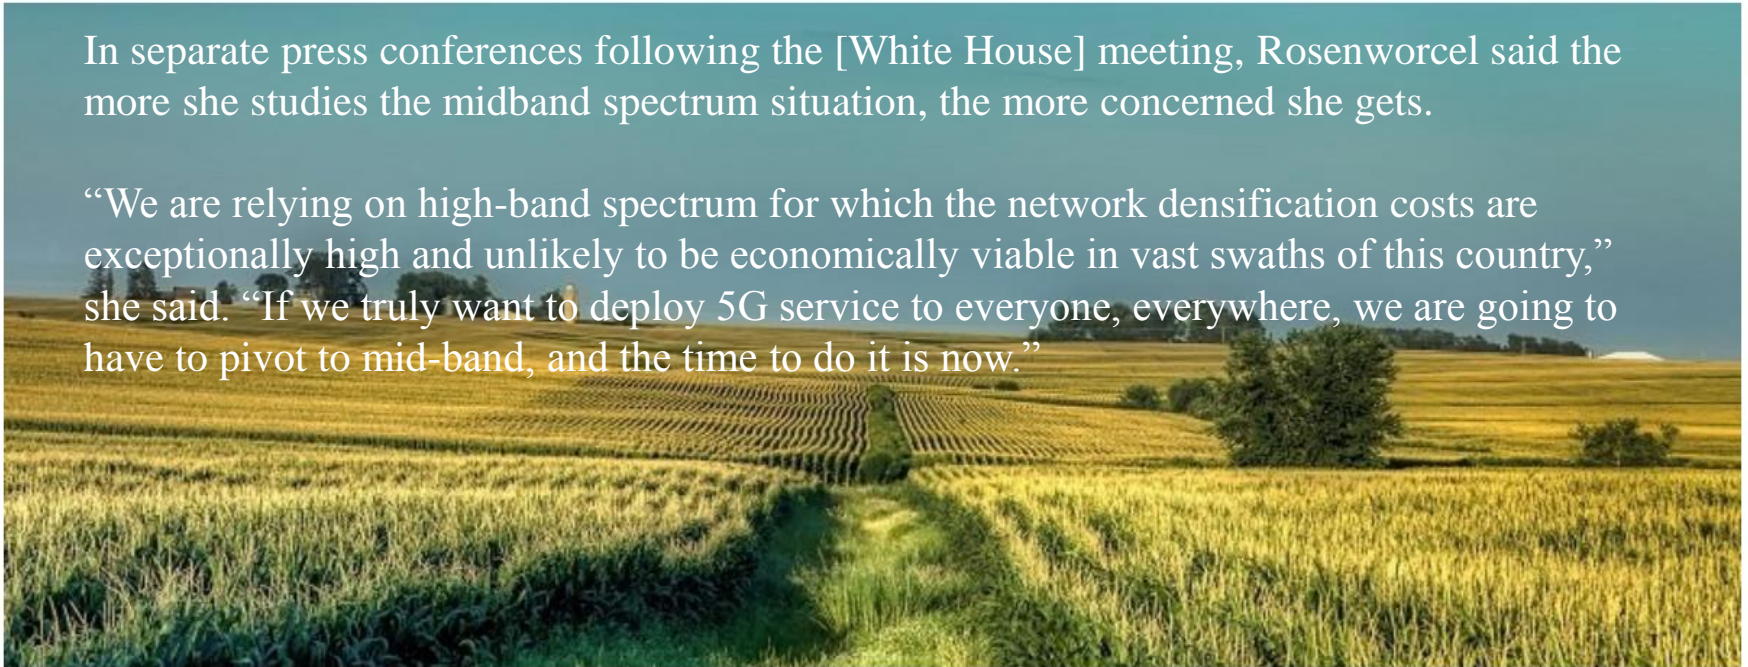 In separate press conferences following the [White House] meeting, Rosenworcel said the
more she studies the midband spectrum situation, the more concerned she gets.
“We are relying on high-band spectrum for which the network densification costs are
exceptionally high and unlikely to be economically viable in vast swaths of this country,”
she said. “If we truly want to deploy 5G service to everyone, everywhere, we are going to
have to pivot to mid-band, and the time to do it is now.”